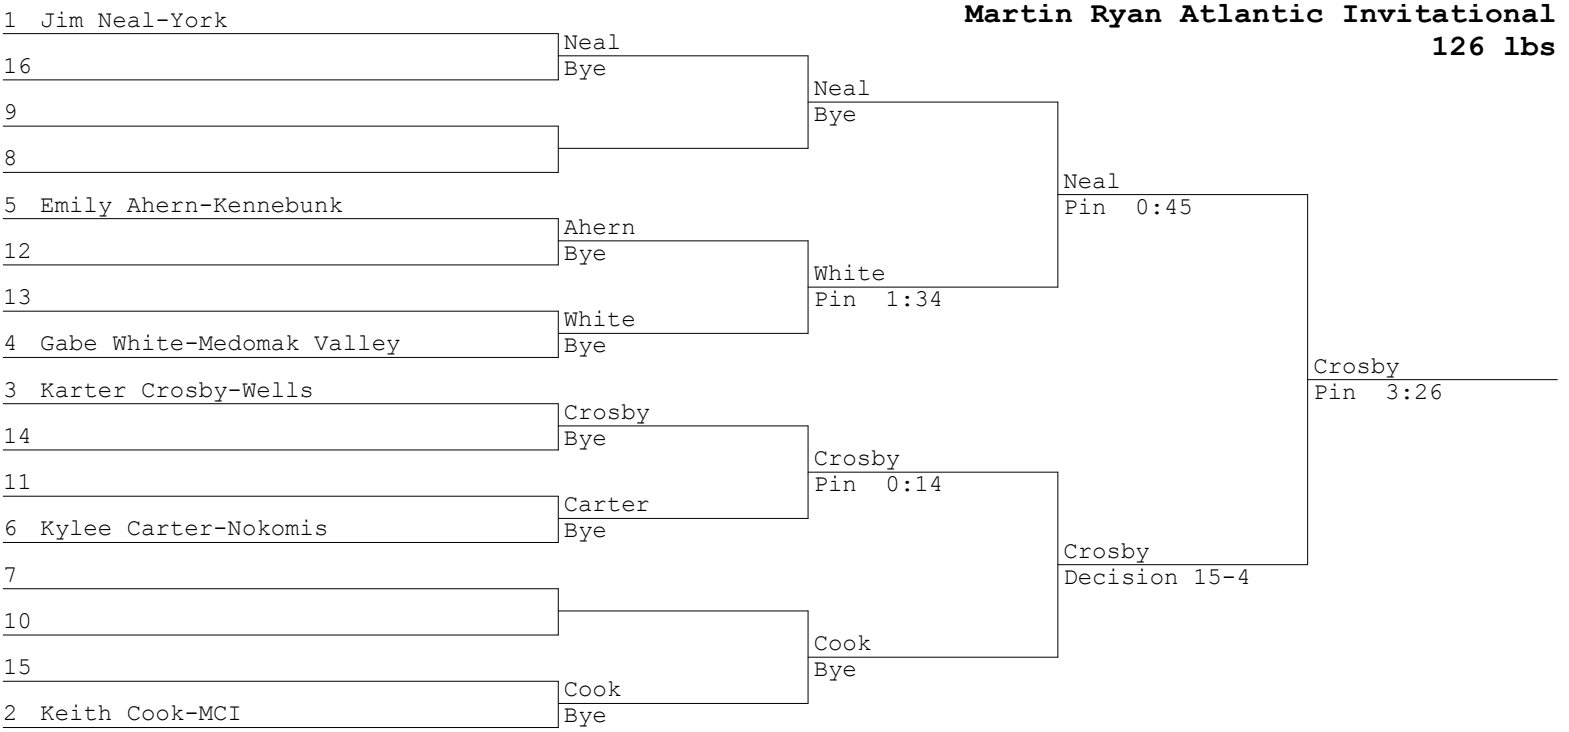 Martin Ryan Atlantic Invitational
126 lbs
1 Jim Neal-York
16
9
8
5 Emily Ahern-Kennebunk
12
13
4 Gabe White-Medomak Valley
3 Karter Crosby-Wells
14
11
6 Kylee Carter-Nokomis
7
10
15
2 Keith Cook-MCI
Neal
Bye
Ahern
Bye
White
Bye
Crosby
Bye
Carter
Bye
Cook
Bye
Neal
Bye
White
Pin 1:34
Crosby
Pin 0:14
Cook
Bye
Neal
Pin 0:45
Crosby
Decision 15-4
Crosby
Pin 3:26